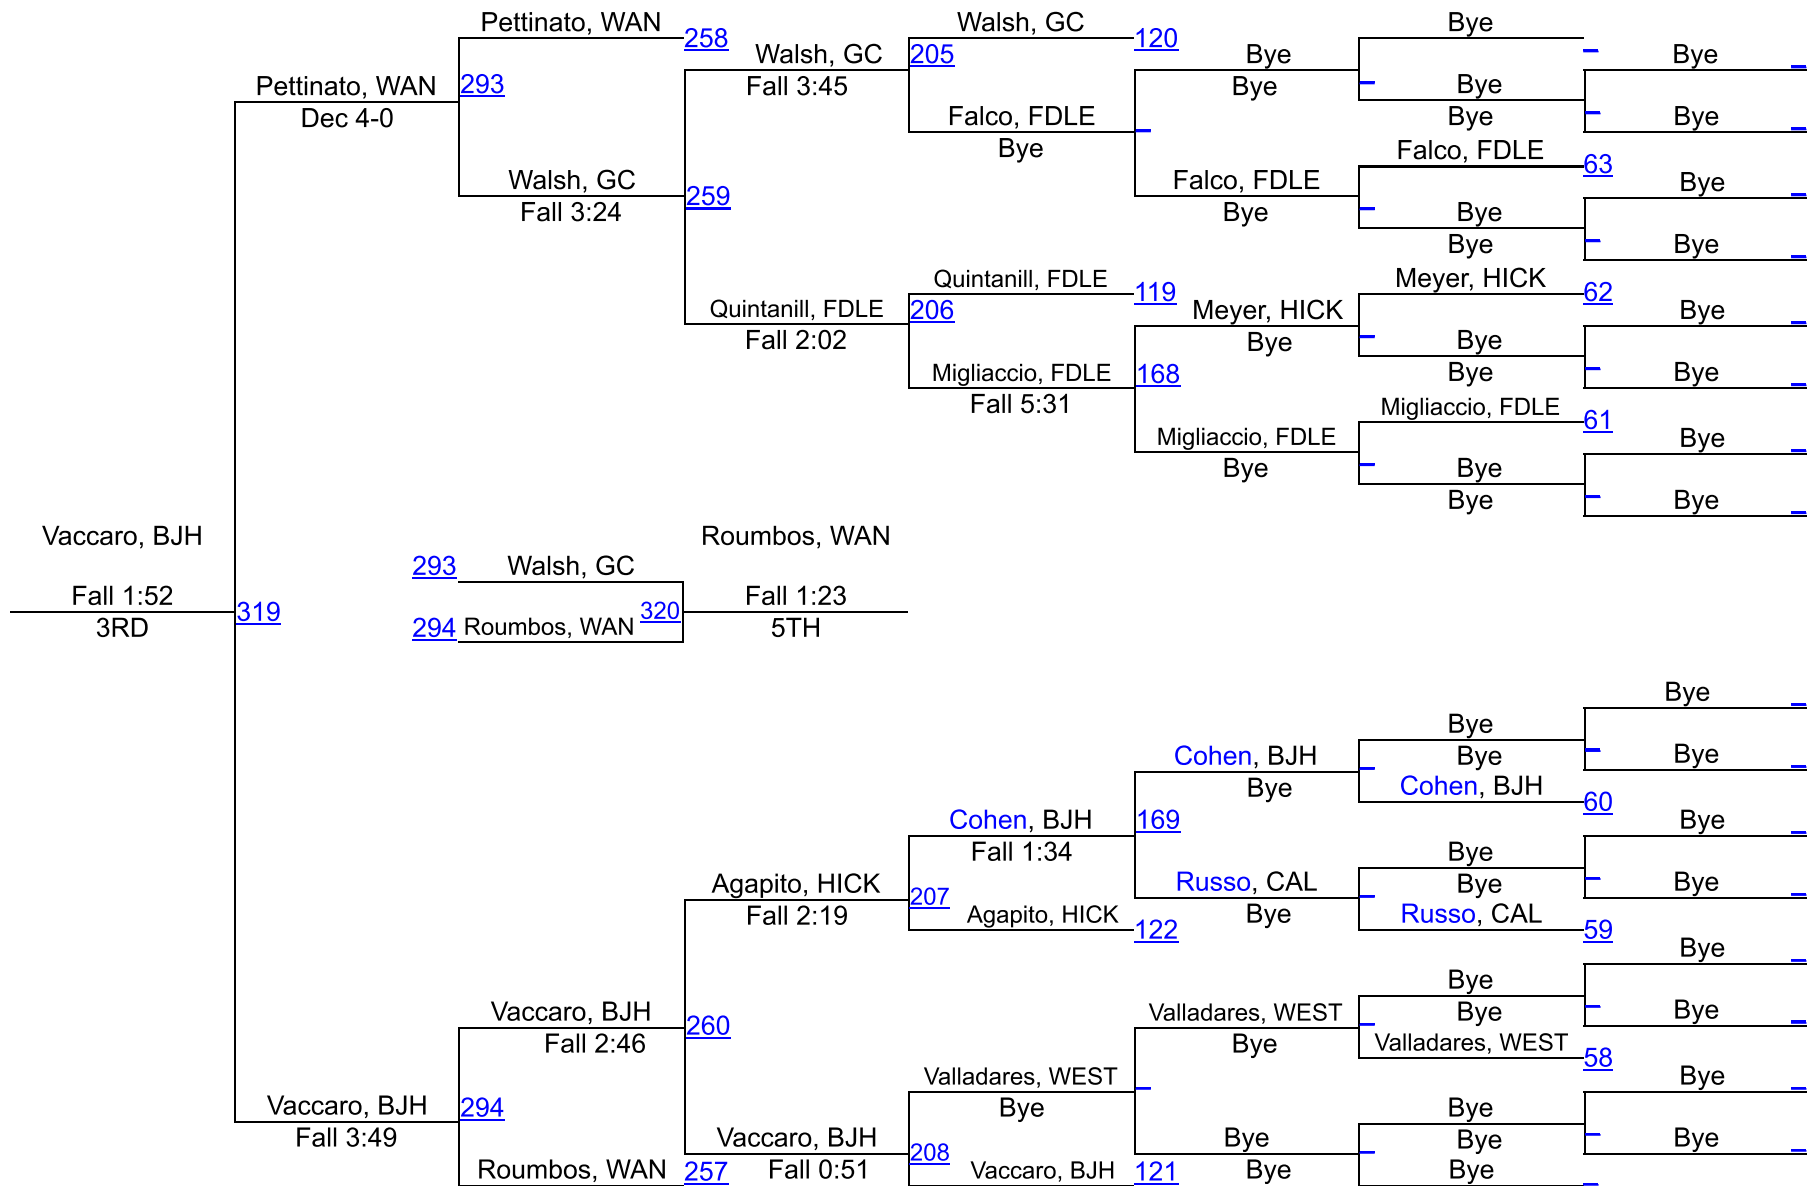 Pettinato, WAN
258
Walsh, GC
120
Bye
Walsh, GC
205
Bye
Bye
Pettinato, WAN
293
Fall 3:45
Bye
Bye
Dec 4-0
Falco, FDLE
Bye
Bye
Bye
Falco, FDLE
63
Walsh, GC
259
Falco, FDLE
Bye
Fall 3:24
Bye
Bye
Bye
Bye
Quintanill, FDLE
119
Meyer, HICK
62
Quintanill, FDLE
206
Meyer, HICK
Bye
Fall 2:02
Bye
Bye
Migliaccio, FDLE
168
Bye
Bye
Fall 5:31
Migliaccio, FDLE
61
Migliaccio, FDLE
Bye
Bye
Bye
Bye
Bye
Vaccaro, BJH
Roumbos, WAN
293
Walsh, GC
Fall 1:52
319
320
Fall 1:23
3RD
294
Roumbos, WAN
5TH
Bye
Bye
Cohen, BJH
Bye
Bye
Bye
Cohen, BJH
60
Cohen, BJH
169
Bye
Fall 1:34
Bye
Agapito, HICK
207
Russo, CAL
Bye
Bye
Fall 2:19
Agapito, HICK
122
Bye
Russo, CAL
59
Bye
Bye
Vaccaro, BJH
260
Valladares, WEST
Bye
Bye
Fall 2:46
Bye
Valladares, WEST
58
Valladares, WEST
Bye
Vaccaro, BJH
294
Bye
Bye
Fall 3:49
Vaccaro, BJH
208
Bye
Bye
Bye
Roumbos, WAN
257
Fall 0:51
Vaccaro, BJH
121
Bye
Bye